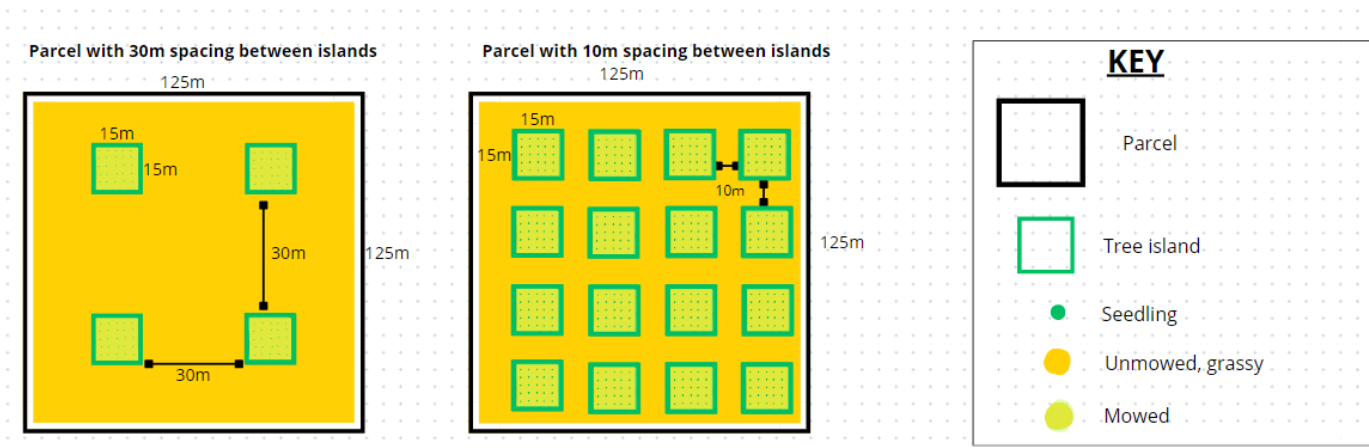 Parcel with 30m spacing between islands
125m
15m
15m
30m
125m
30m
Parcel with 10m spacing between islands
125m
15m
15m
10m
125m
KEY
Parcel
Tree island
Seedling
Unmowed, grassy
Mowed